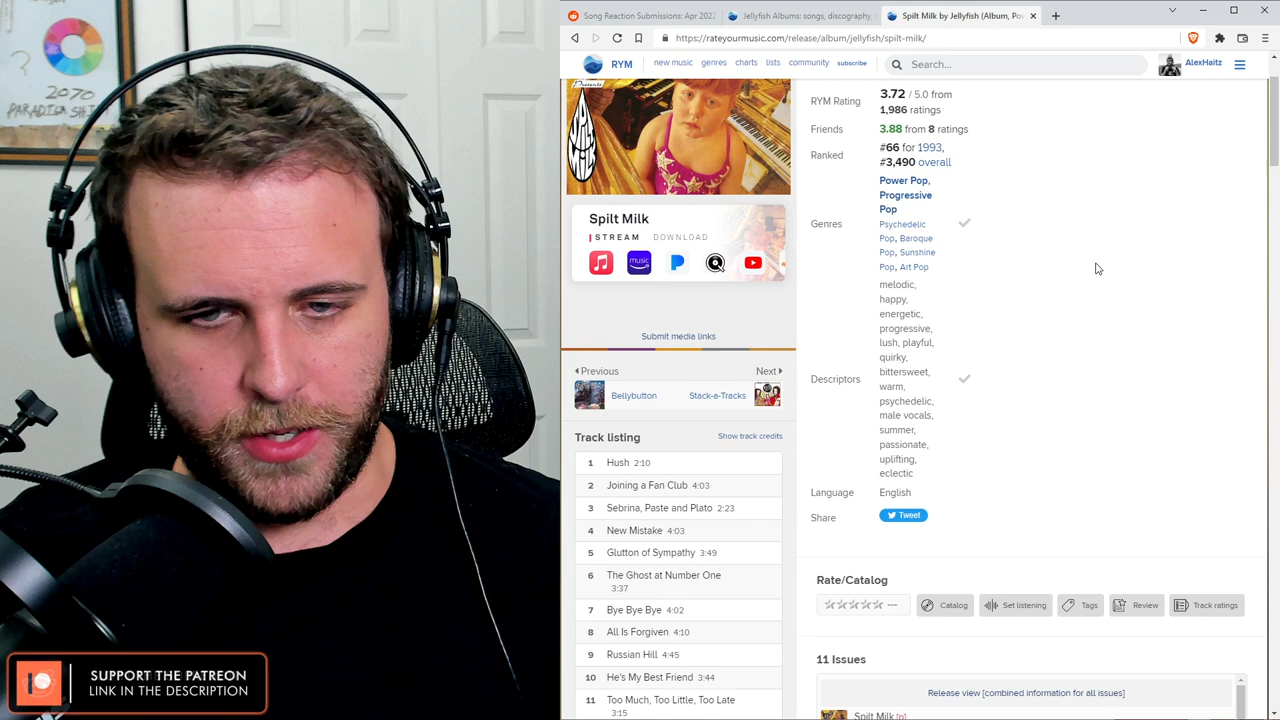 2070
PARADISA SHI
Song Reaction Submissions: Apr 2022
Jellyfish Albums: songs, discography,
Spilt Milk by Jellyfish (Album, Po
https://rateyourmusic.com/release/album/jellyfish/spilt-milk/
RYM
new music genres charts lists community subscribe
Search...
AlexHaitz
Presents
SPILT MILK
RYM Rating
3.72 / 5.0 from
1,986 ratings
Friends
3.88 from 8 ratings
Ranked
#66 for 1993,
#3,490 overall
Genres
Power Pop,
Progressive
Pop
Psychedelic
Pop, Baroque
Pop, Sunshine
Pop, Art Pop
Descriptors
melodic,
happy,
energetic,
progressive,
lush, playful,
quirky,
bittersweet,
warm,
psychedelic,
male vocals,
summer,
passionate,
uplifting,
eclectic
Language
English
Share
Tweet
Spilt Milk
STREAM DOWNLOAD
music
Submit media links
Previous
Next
Bellybutton
Stack-a-Tracks
Track listing
Show track credits
1 Hush 2:10
2 Joining a Fan Club 4:03
3 Sebrina, Paste and Plato 2:23
4 New Mistake 4:03
5 Glutton of Sympathy 3:49
6 The Ghost at Number One
3:37
7 Bye Bye Bye 4:02
8 All Is Forgiven 4:10
9 Russian Hill 4:45
10 He's My Best Friend 3:44
11 Too Much, Too Little, Too Late
3:15
Rate/Catalog
---
Catalog
Set listening
Tags
Review
Track ratings
11 Issues
Release view [combined information for all issues]
Spilt Milk [p]
SUPPORT THE PATREON
LINK IN THE DESCRIPTION